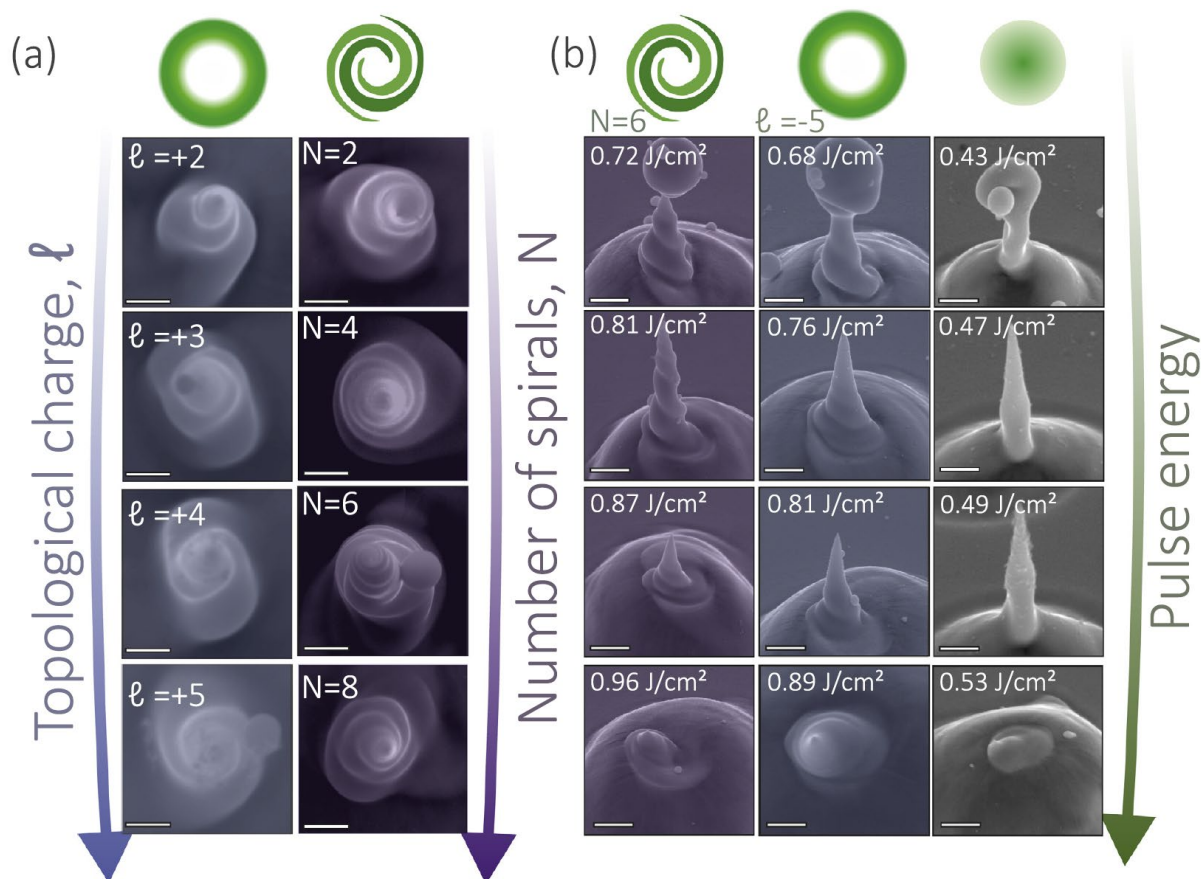 (a)
Topological charge, ℓ
ℓ =+2
N=2
ℓ =+3
N=4
ℓ =+4
N=6
ℓ =+5
N=8
Number of spirals, N
(b)
N=6
ℓ =-5
0.72 J/cm²
0.68 J/cm²
0.43 J/cm²
0.81 J/cm²
0.76 J/cm²
0.47 J/cm²
0.87 J/cm²
0.81 J/cm²
0.49 J/cm²
0.96 J/cm²
0.89 J/cm²
0.53 J/cm²
Pulse energy